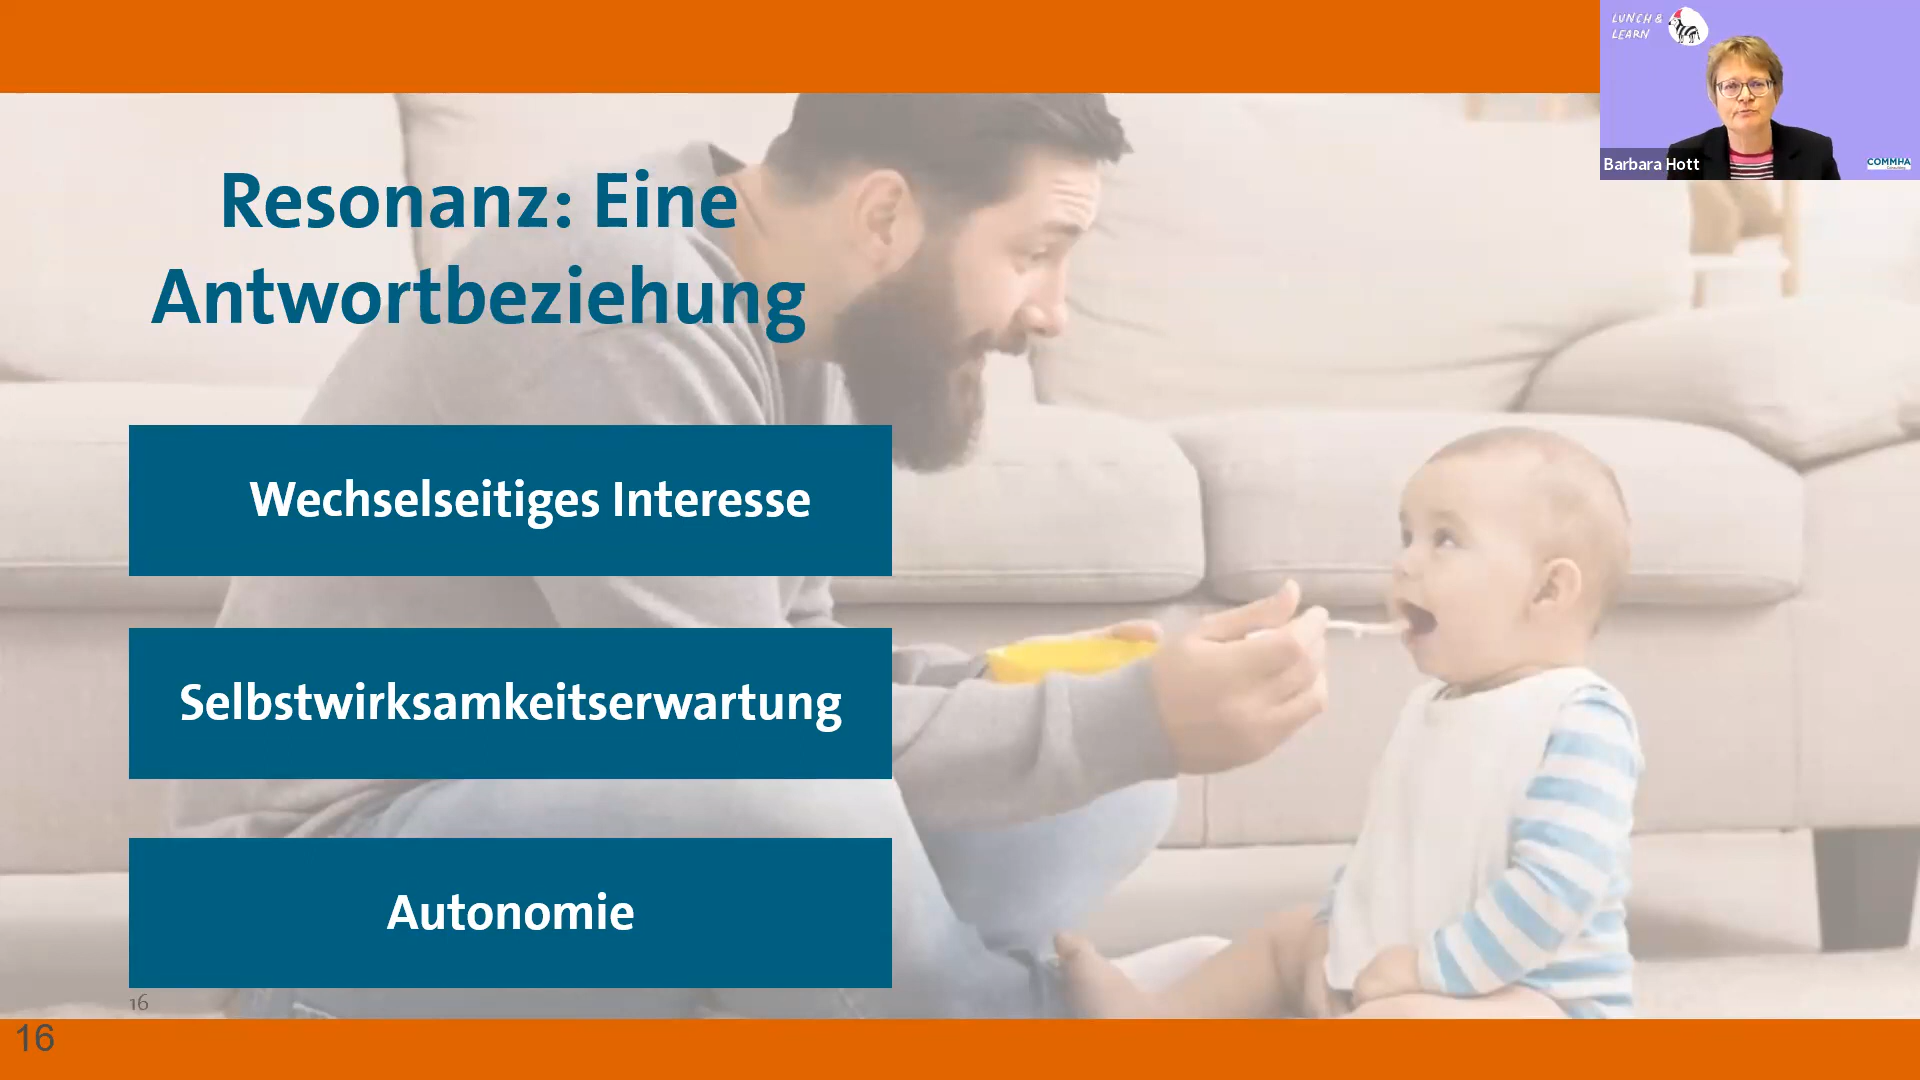 LUNCH &
LEARN
Barbara Hott
COMMHA
Resonanz: Eine
Antwortbeziehung
Wechselseitiges Interesse
Selbstwirksamkeitserwartung
Autonomie
16
16